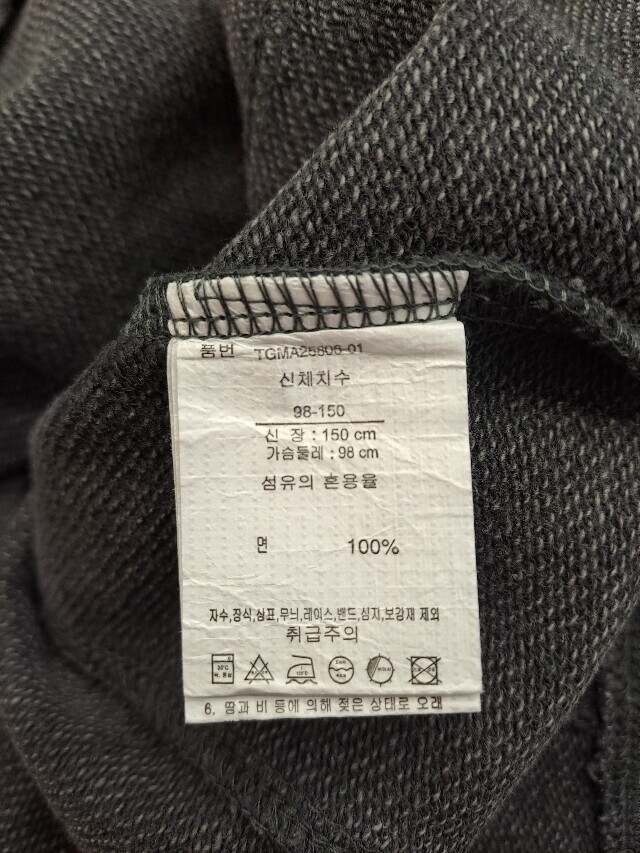 품번 TGMA25806-01
신체치수
98-150
신 장 : 150 cm
가슴둘레 : 98 cm
섬유의 혼용율
면 100%
자수,장식,상표,무늬,레이스,밴드,심지,보강재 제외
취급주의
6. 땀과 비 등에 의해 젖은 상태로 오래